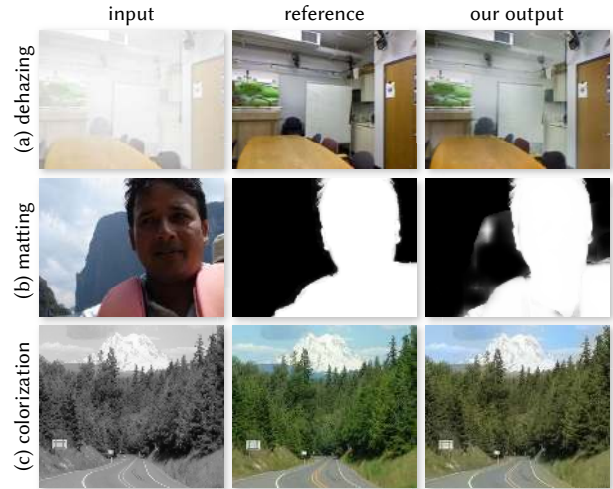 input reference our output
(a) dehazing
(b) matting
(c) colorization